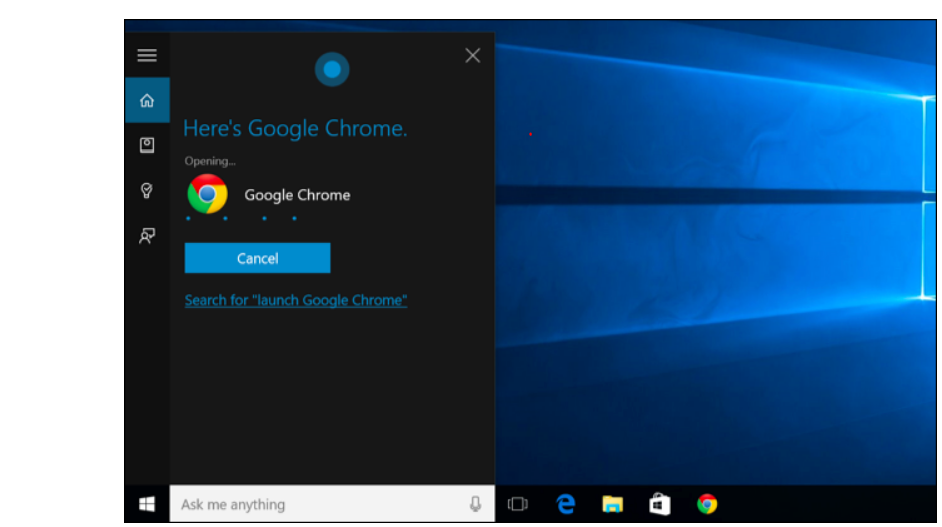 Here's Google Chrome.
Opening...
Google Chrome
Cancel
Search for "launch Google Chrome"
Ask me anything